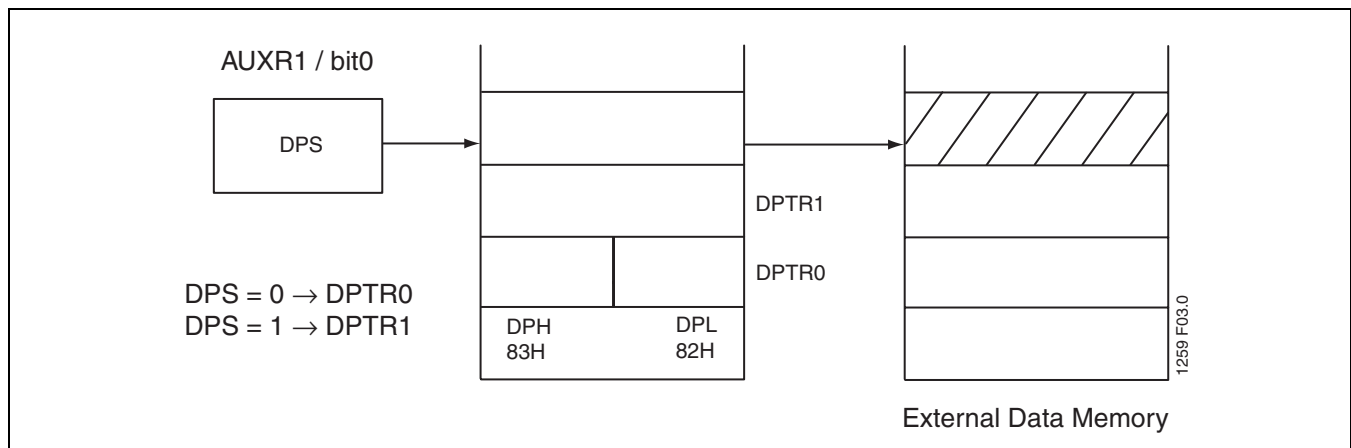 AUXR1 / bit0
DPS
DPTR1
DPTR0
DPS = 0 → DPTR0
DPS = 1 → DPTR1
DPH
83H
DPL
82H
External Data Memory
1259 F03.0